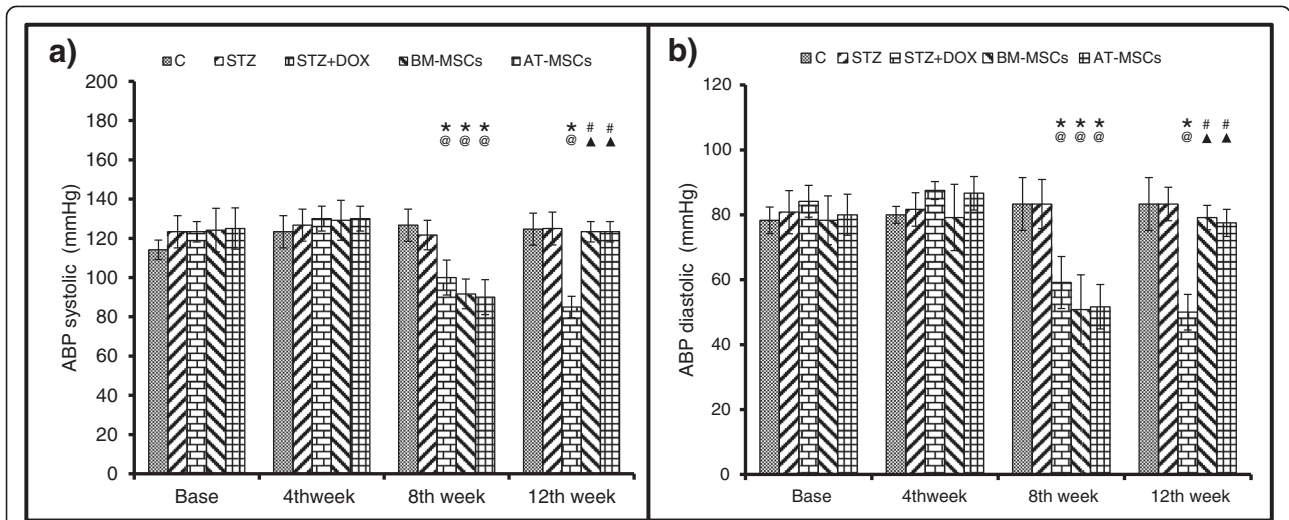 a)
C STZ STZ+DOX BM-MSCs AT-MSCs
200
180
160
140
120
100
80
60
40
20
0
ABP systolic (mmHg)
* * * * # #
@ @ @ @ ▲ ▲
Base 4thweek 8th week 12th week
b)
C STZ STZ+DOX BM-MSCs AT-MSCs
120
100
80
60
40
20
0
ABP diastolic (mmHg)
* * * * # #
@ @ @ @ ▲ ▲
Base 4th week 8th week 12th week